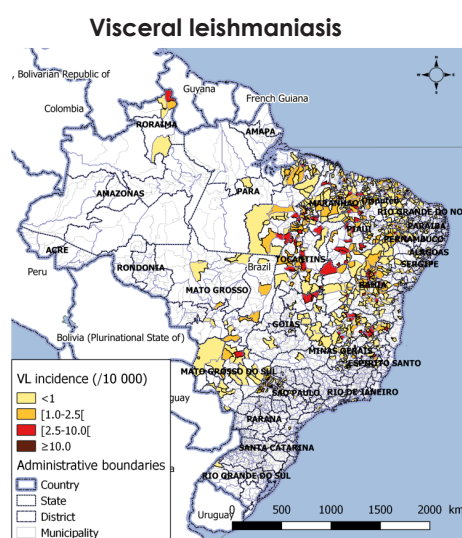 Visceral leishmaniasis
, Bolivarian Republic of
Guyana
Colombia
French Guiana
RORAIMA
AMAPA
AMAZONAS
PARA
MARANHAO
RIO GRANDE DO NO
PARAIBA
PIAUI
PERNAMBUCO
ACRE
ALAGOAS
TOCANTINS
SERGIPE
Peru
RONDONIA
Brazil
BAHIA
MATO GROSSO
GOIAS
Bolivia (Plurinational State of)
MINAS GERAIS
ESPIRITO SANTO
MATO GROSSO DO SUL
SAO PAULO
RIO DE JANEIRO
guay
PARANA
SANTA CATARINA
RIO GRANDE DO SUL
Uruguay
VL incidence (/10 000)
<1
[1.0-2.5[
[2.5-10.0[
≥10.0
Administrative boundaries
Country
State
District
Municipality
0 500 1000 1500 2000 km